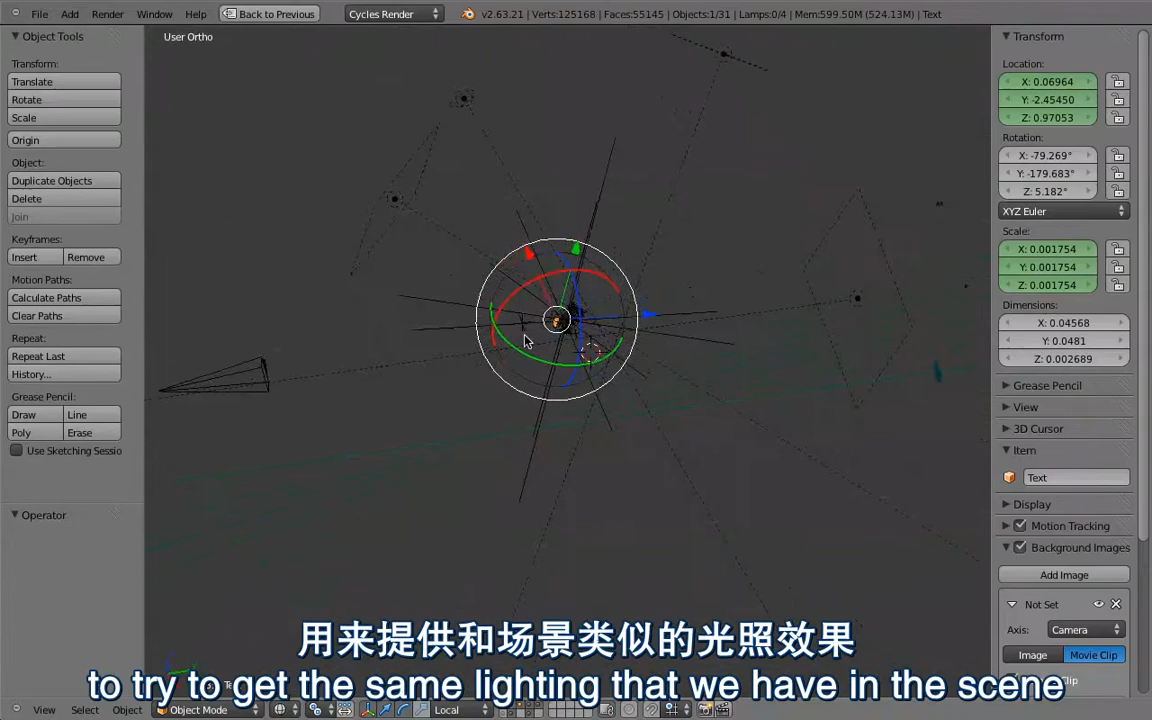 File Add Render Window Help Back to Previous Cycles Render v2.63.21 | Verts:125168 | Faces:55145 | Objects:1/31 | Lamps:0/4 | Mem:599.50M (524.13M) | Text
Object Tools
User Ortho
Transform:
Translate
Rotate
Scale
Origin
Object:
Duplicate Objects
Delete
Join
Keyframes:
Insert Remove
Motion Paths:
Calculate Paths
Clear Paths
Repeat:
Repeat Last
History...
Grease Pencil:
Draw Line
Poly Erase
Use Sketching Sessio
Operator
Transform
Location:
X: 0.06964
Y: -2.45450
Z: 0.97053
Rotation:
X: -79.269°
Y: -179.683°
Z: 5.182°
XYZ Euler
Scale:
X: 0.001754
Y: 0.001754
Z: 0.001754
Dimensions:
X: 0.04568
Y: 0.0481
Z: 0.002689
Grease Pencil
View
3D Cursor
Item
Text
Display
Motion Tracking
Background Images
Add Image
Not Set
Axis: Camera
Image Movie Clip
用来提供和场景类似的光照效果
to try to get the same lighting that we have in the scene
View Select Object Object Mode Local